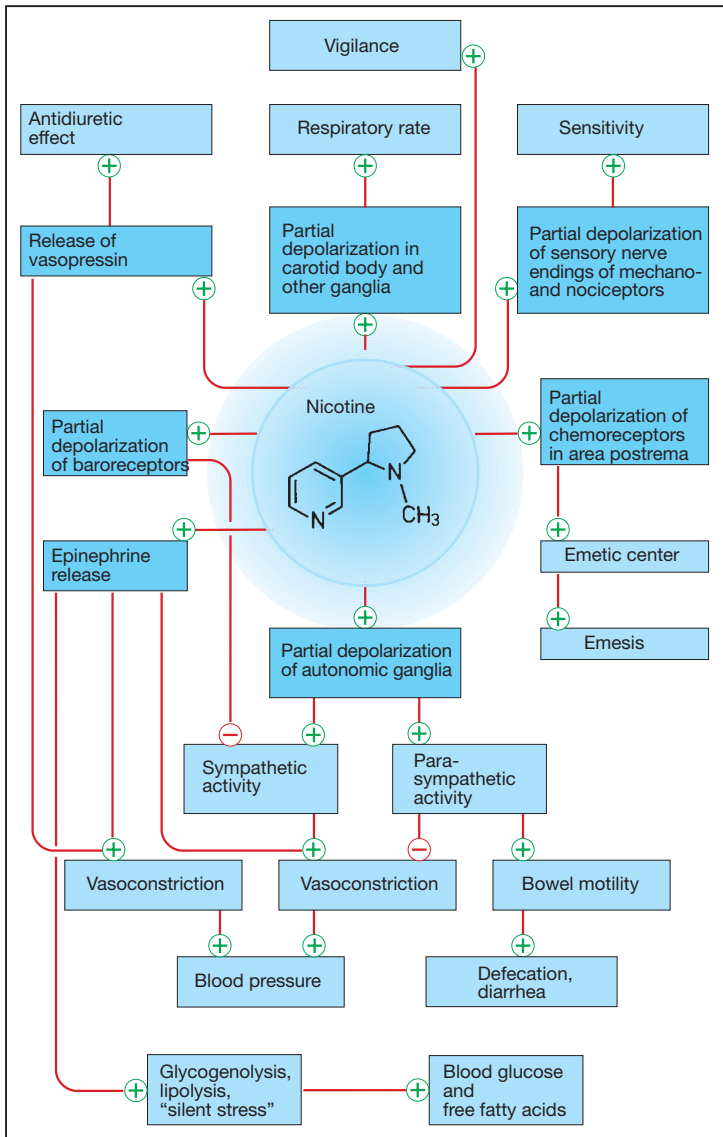 Vigilance
Antidiuretic
effect
Respiratory rate
Sensitivity
Release of
vasopressin
Partial
depolarization in
carotid body and
other ganglia
Partial depolarization
of sensory nerve
endings of mechano-
and nociceptors
Nicotine
N
N
CH3
Partial
depolarization
of baroreceptors
Partial
depolarization of
chemoreceptors
in area postrema
Epinephrine
release
Emetic center
Emesis
Partial depolarization
of autonomic ganglia
Sympathetic
activity
Para-
sympathetic
activity
Vasoconstriction
Vasoconstriction
Bowel motility
Blood pressure
Defecation,
diarrhea
Glycogenolysis,
lipolysis,
“silent stress”
Blood glucose
and
free fatty acids